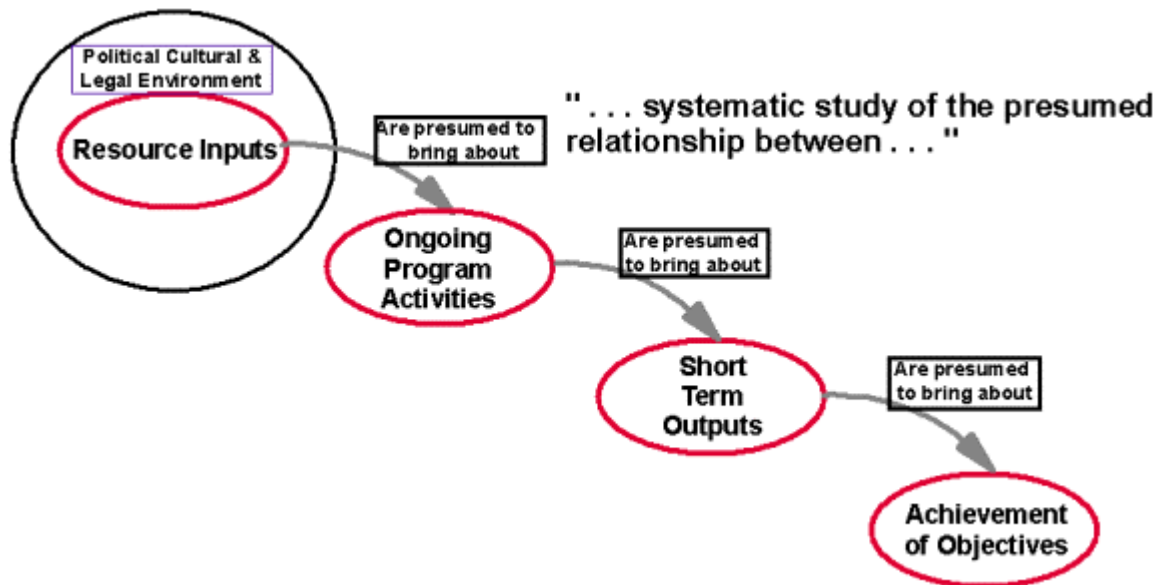 Political Cultural &
Legal Environment
Resource Inputs
Are presumed to
bring about
" . . . systematic study of the presumed
relationship between . . . "
Ongoing
Program
Activities
Are presumed
to bring about
Short
Term
Outputs
Are presumed
to bring about
Achievement
of Objectives